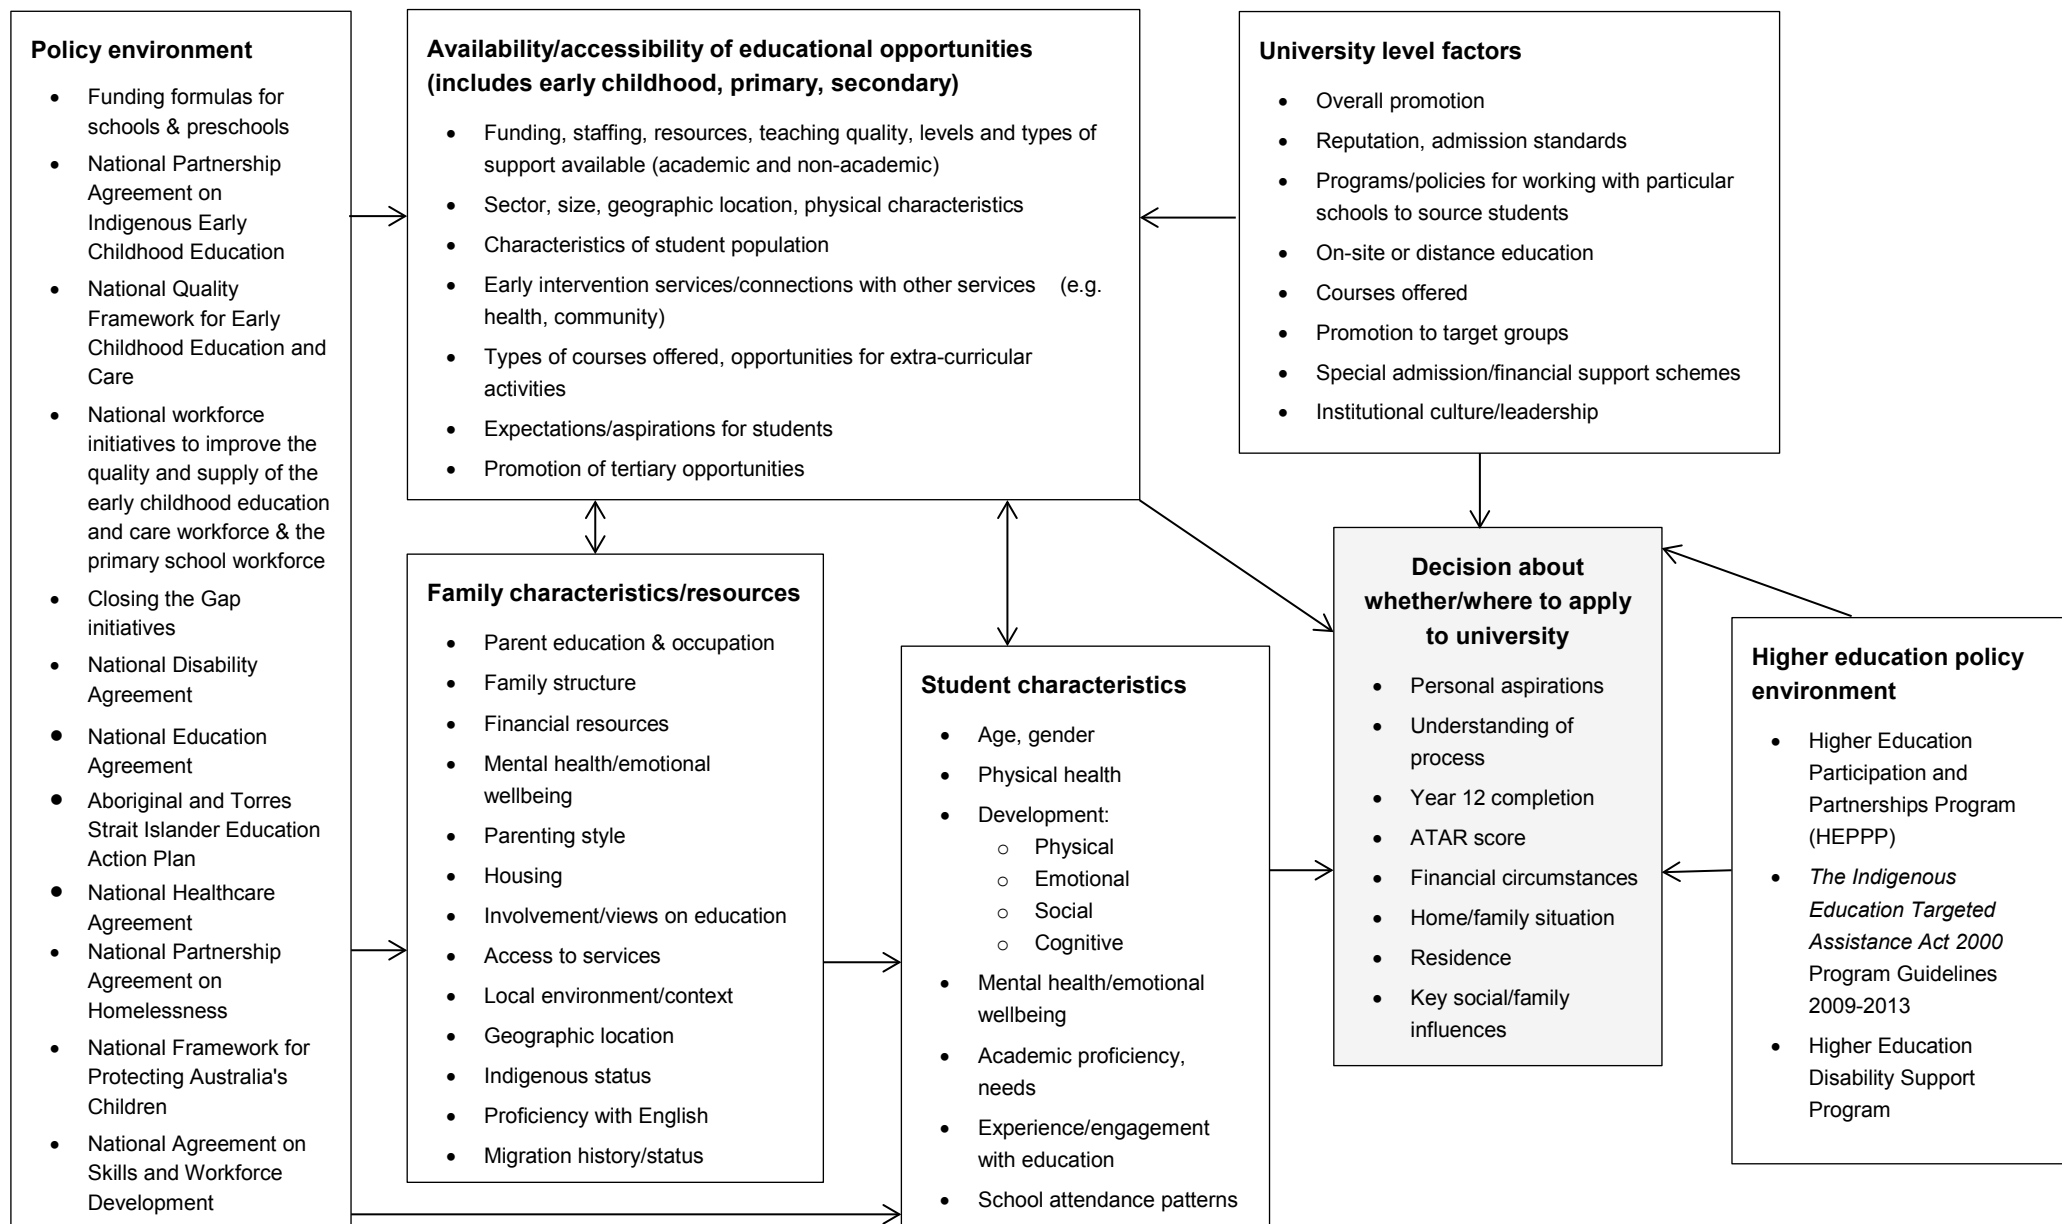 Policy environment
• Funding formulas for
schools & preschools
• National Partnership
Agreement on
Indigenous Early
Childhood Education
• National Quality
Framework for Early
Childhood Education and
Care
• National workforce
initiatives to improve the
quality and supply of the
early childhood education
and care workforce & the
primary school workforce
• Closing the Gap
initiatives
• National Disability
Agreement
• National Education
Agreement
• Aboriginal and Torres
Strait Islander Education
Action Plan
• National Healthcare
Agreement
• National Partnership
Agreement on
Homelessness
• National Framework for
Protecting Australia's
Children
• National Agreement on
Skills and Workforce
Development
Availability/accessibility of educational opportunities
(includes early childhood, primary, secondary)
• Funding, staffing, resources, teaching quality, levels and types of
support available (academic and non-academic)
• Sector, size, geographic location, physical characteristics
• Characteristics of student population
• Early intervention services/connections with other services (e.g.
health, community)
• Types of courses offered, opportunities for extra-curricular
activities
• Expectations/aspirations for students
• Promotion of tertiary opportunities
University level factors
• Overall promotion
• Reputation, admission standards
• Programs/policies for working with particular
schools to source students
• On-site or distance education
• Courses offered
• Promotion to target groups
• Special admission/financial support schemes
• Institutional culture/leadership
Family characteristics/resources
• Parent education & occupation
• Family structure
• Financial resources
• Mental health/emotional
wellbeing
• Parenting style
• Housing
• Involvement/views on education
• Access to services
• Local environment/context
• Geographic location
• Indigenous status
• Proficiency with English
• Migration history/status
Student characteristics
• Age, gender
• Physical health
• Development:
o Physical
o Emotional
o Social
o Cognitive
• Mental health/emotional
wellbeing
• Academic proficiency,
needs
• Experience/engagement
with education
• School attendance patterns
Decision about
whether/where to apply
to university
• Personal aspirations
• Understanding of
process
• Year 12 completion
• ATAR score
• Financial circumstances
• Home/family situation
• Residence
• Key social/family
influences
Higher education policy
environment
• Higher Education
Participation and
Partnerships Program
(HEPPP)
• The Indigenous
Education Targeted
Assistance Act 2000
Program Guidelines
2009-2013
• Higher Education
Disability Support
Program